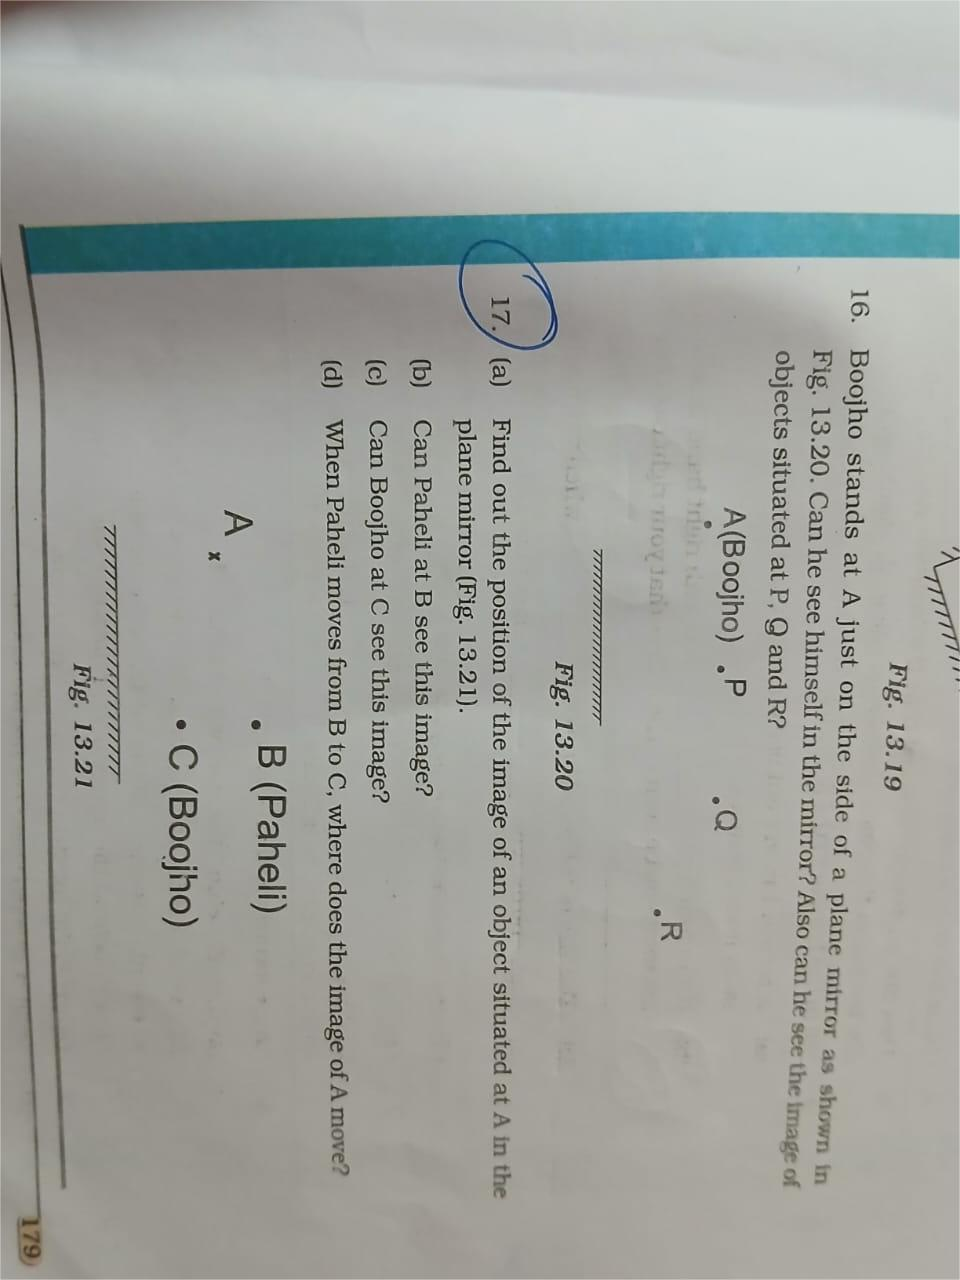 Fig. 13.19
16. Boojho stands at A just on the side of a plane mirror as shown in
Fig. 13.20. Can he see himself in the mirror? Also can he see the image of
objects situated at P, Q and R?
A(Boojho)
P
Q
R
Fig. 13.20
17. (a) Find out the position of the image of an object situated at A in the
plane mirror (Fig. 13.21).
(b) Can Paheli at B see this image?
(c) Can Boojho at C see this image?
(d) When Paheli moves from B to C, where does the image of A move?
A
B (Paheli)
C (Boojho)
Fig. 13.21
179